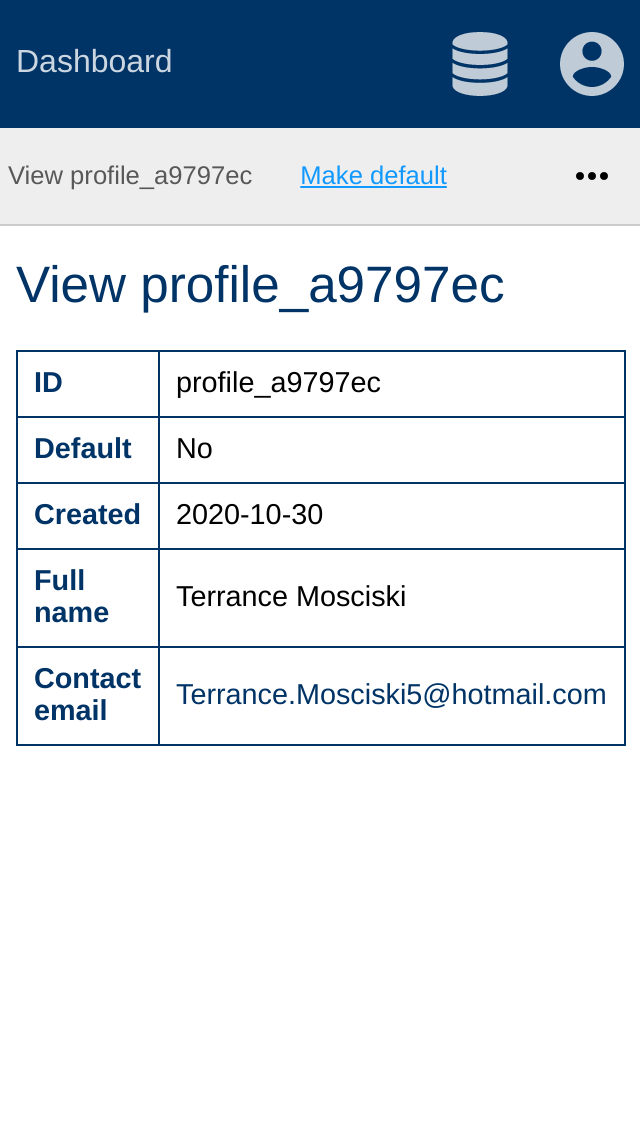 Dashboard
View profile_a9797ec Make default
View profile_a9797ec
ID profile_a9797ec
Default No
Created 2020-10-30
Full
name
Terrance Mosciski
Contact
email
Terrance.Mosciski5@hotmail.com